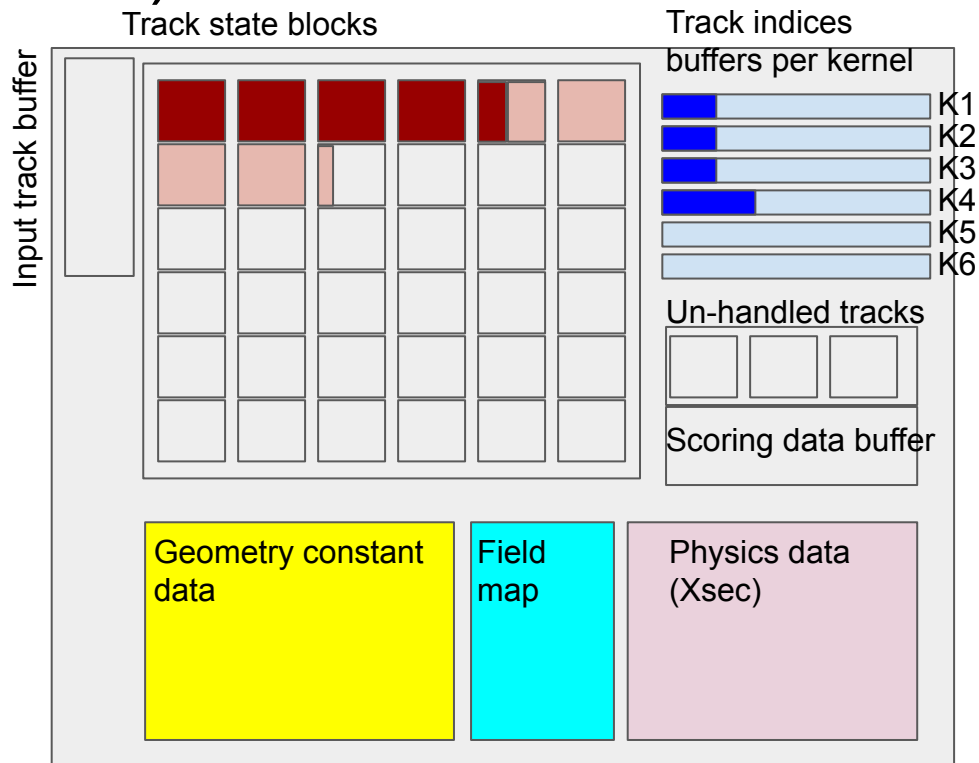 )
Track state blocks
Track indices
buffers per kernel
Input track buffer
K1
K2
K3
K4
K5
K6
Un-handled tracks
Scoring data buffer
Geometry constant
data
Field
map
Physics data
(Xsec)